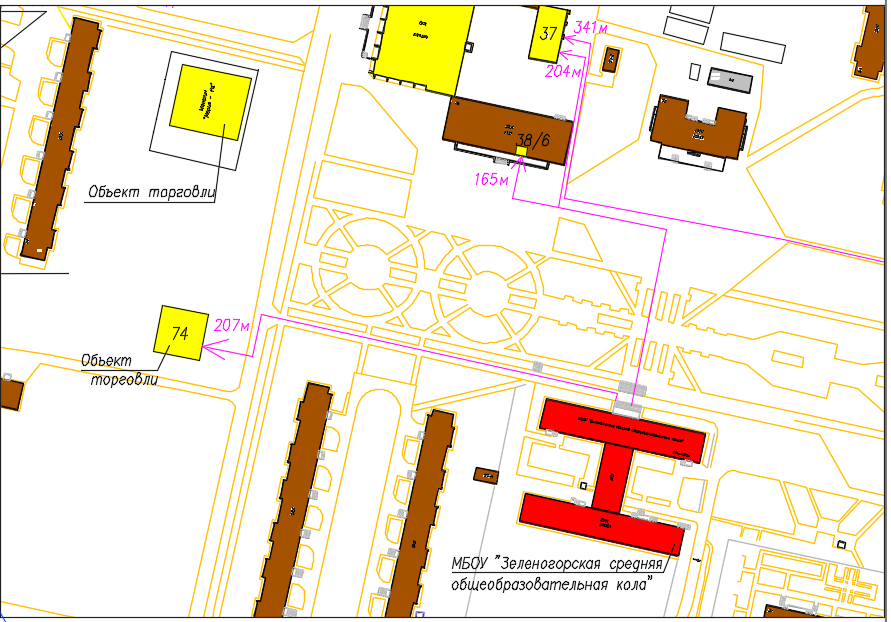 37
341м
204м
38/6
165м
Объект торговли
207м
74
Объект
торговли
МБОУ "Зеленогорская средняя
общеобразовательная кола"